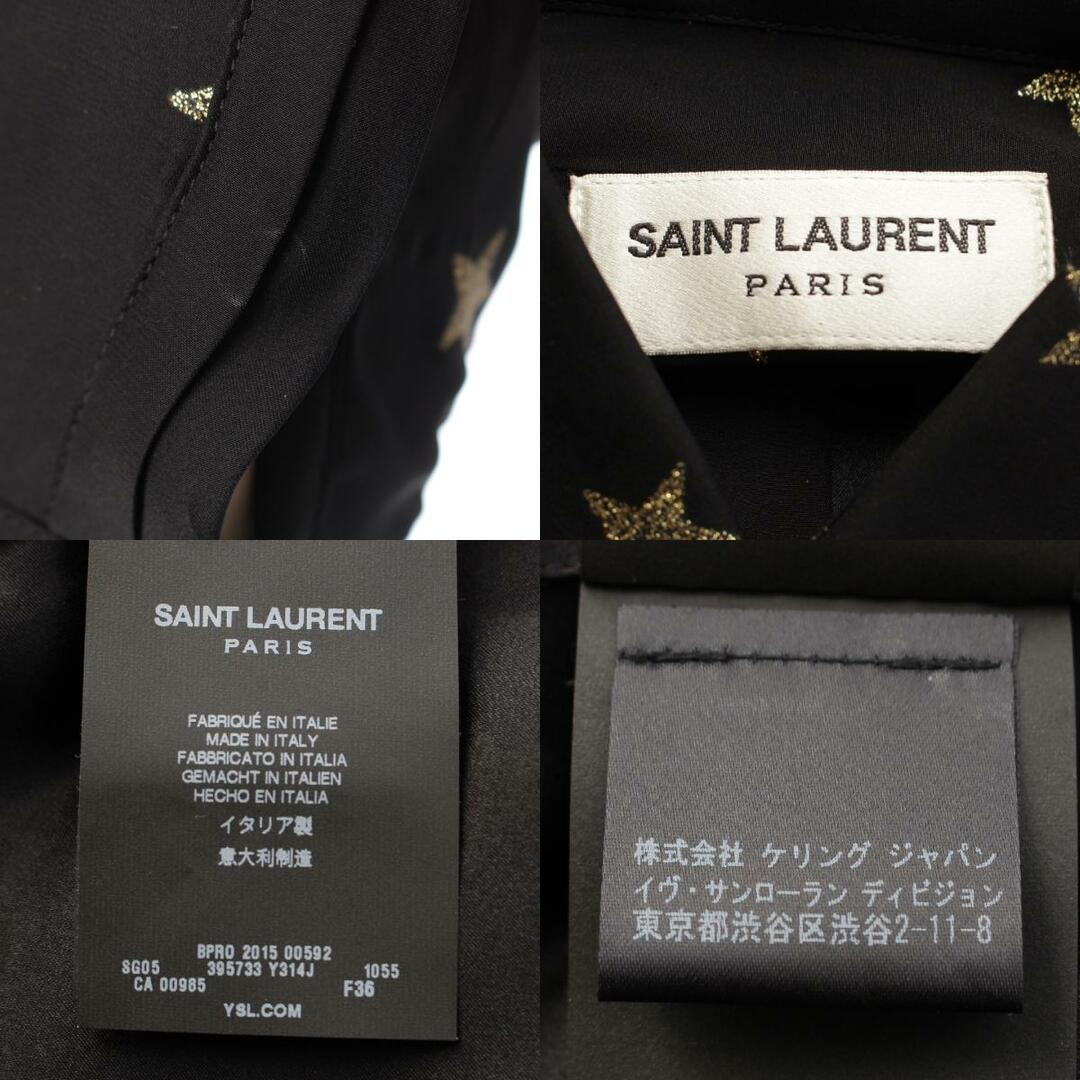 SAINT LAURENT
PARIS
SAINT LAURENT
PARIS
FABRIQUÉ EN ITALIE
MADE IN ITALY
FABBRICATO IN ITALIA
GEMACHT IN ITALIEN
HECHO EN ITALIA
イタリア製
意大利制造
BPRO 2015 00592
SG05 395733 Y314J 1055
CA 00985 F36
YSL.COM
株式会社 ケリング ジャパン
イヴ・サンローラン ディビジョン
東京都渋谷区渋谷2-11-8